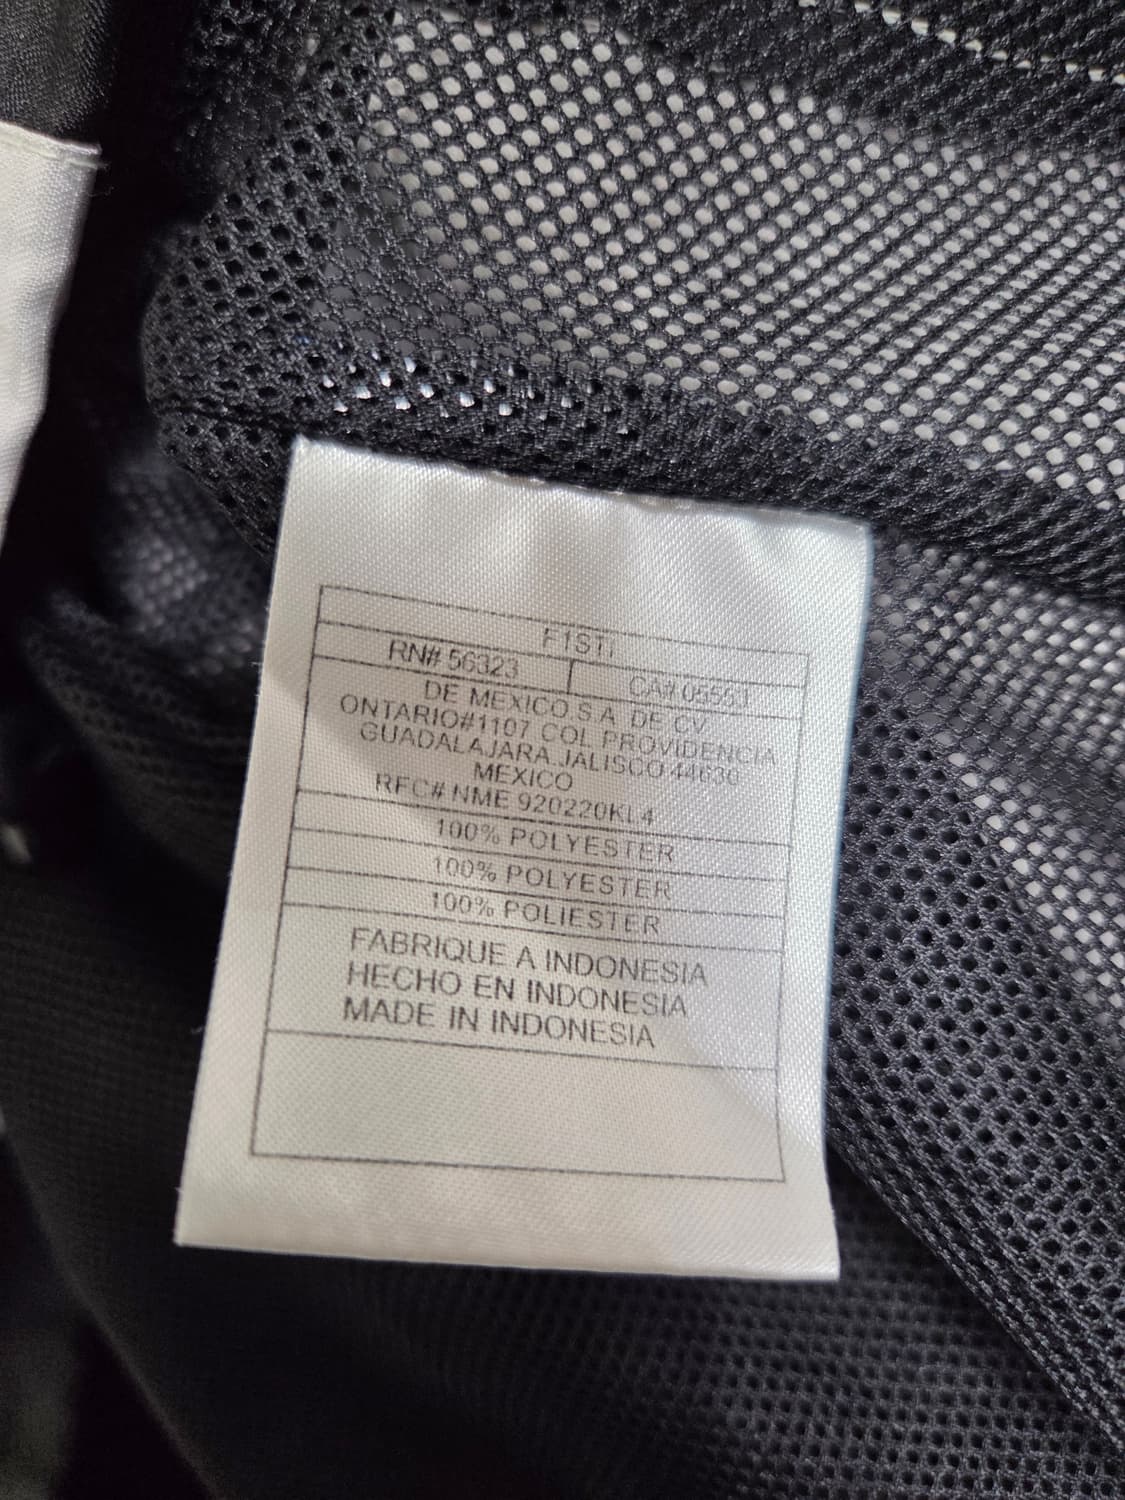 F1STI
RN# 56323 CA# 05553
DE MEXICO S.A. DE CV
ONTARIO#1107 COL PROVIDENCIA
GUADALAJARA, JALISCO 44630
MEXICO
RFC# NME 920220KL4
100% POLYESTER
100% POLYESTER
100% POLIESTER
FABRIQUE A INDONESIA
HECHO EN INDONESIA
MADE IN INDONESIA